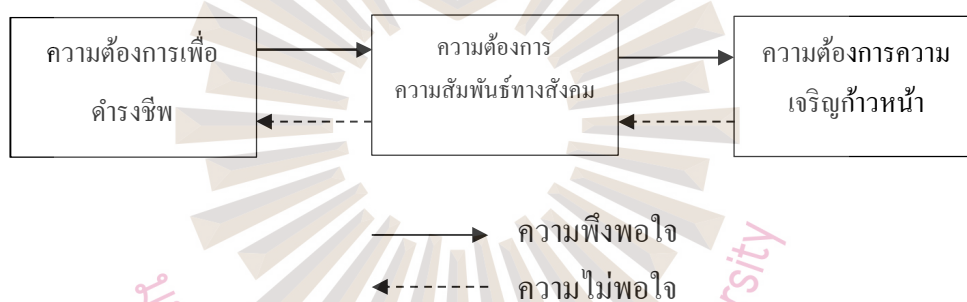 ความต้องการเพื่อ
ดำรงชีพ
ความต้องการ
ความสัมพันธ์ทางสังคม
ความต้องการความ
เจริญก้าวหน้า
ความพึงพอใจ
ความไม่พอใจ